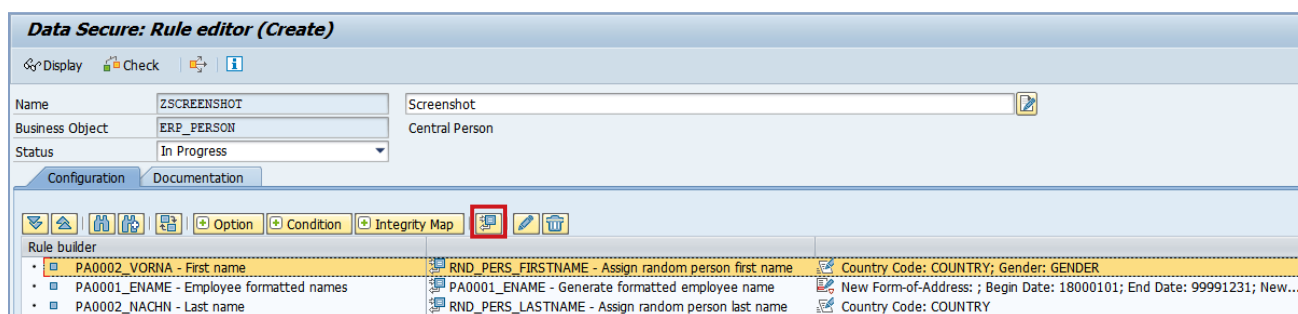 Data Secure: Rule editor (Create)
Display Check
Name ZSCREENSHOT Screenshot
Business Object ERP_PERSON Central Person
Status In Progress
Configuration Documentation
Option Condition Integrity Map
Rule builder
PA0002_VORNA - First name RND_PERS_FIRSTNAME - Assign random person first name Country Code: COUNTRY; Gender: GENDER
PA0001_ENAME - Employee formatted names PA0001_ENAME - Generate formatted employee name New Form-of-Address: ; Begin Date: 18000101; End Date: 99991231; New...
PA0002_NACHN - Last name RND_PERS_LASTNAME - Assign random person last name Country Code: COUNTRY